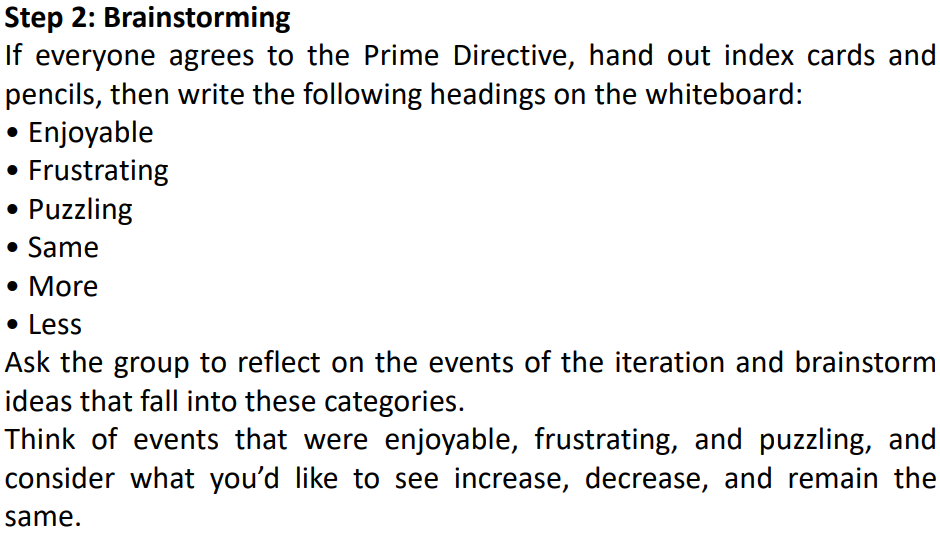 Step 2: Brainstorming
If everyone agrees to the Prime Directive, hand out index cards and
pencils, then write the following headings on the whiteboard:
• Enjoyable
• Frustrating
• Puzzling
• Same
• More
• Less
Ask the group to reflect on the events of the iteration and brainstorm
ideas that fall into these categories.
Think of events that were enjoyable, frustrating, and puzzling, and
consider what you’d like to see increase, decrease, and remain the
same.